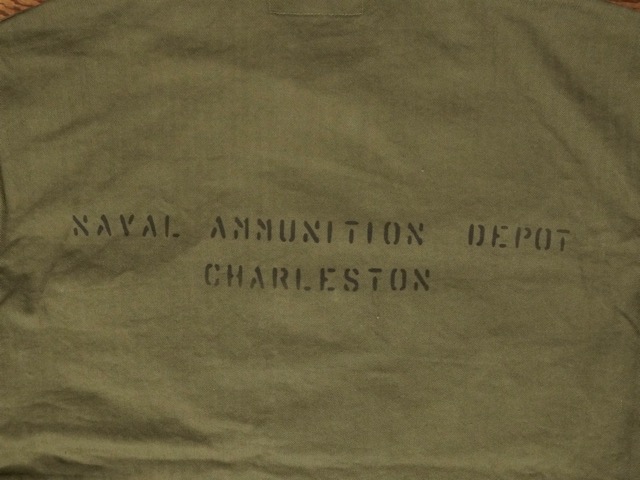 NAVAL AMMUNITION DEPOT
CHARLESTON